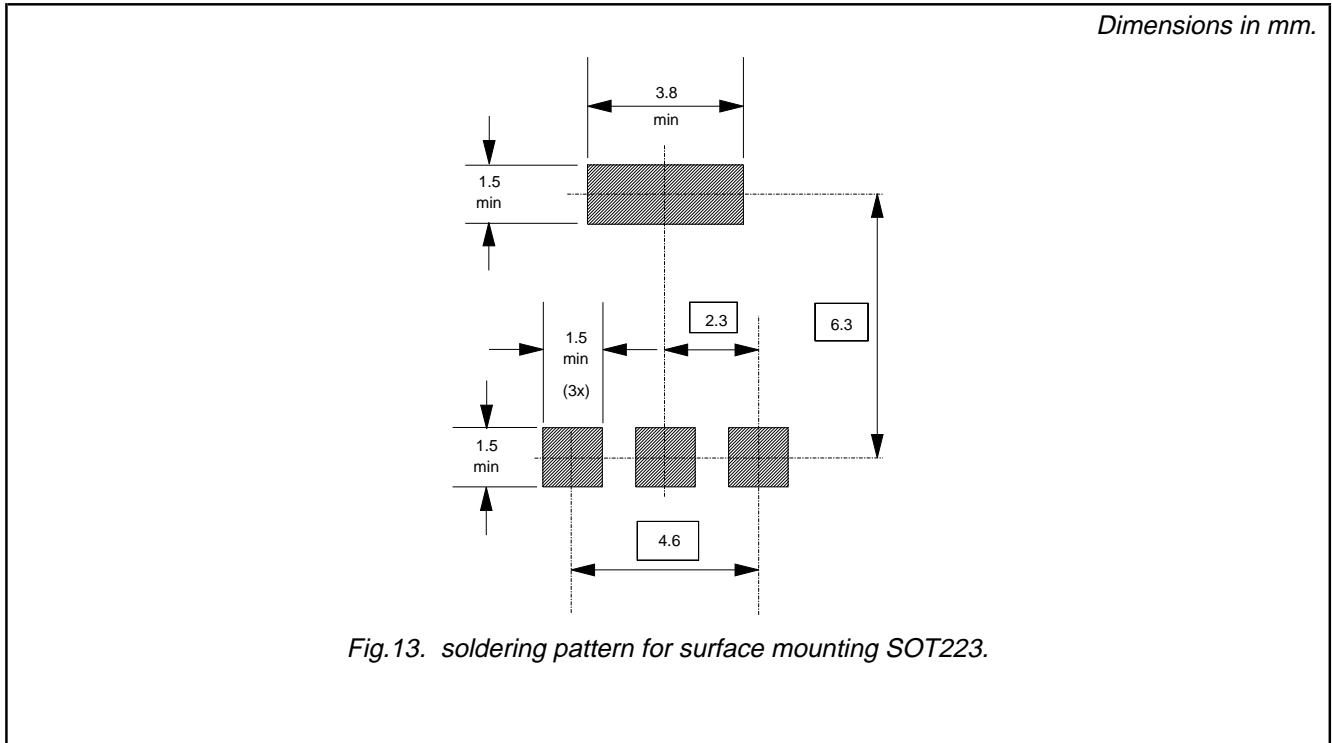 Dimensions in mm.
3.8
min
1.5
min
2.3
6.3
1.5
min
(3x)
1.5
min
4.6
Fig.13. soldering pattern for surface mounting SOT223.